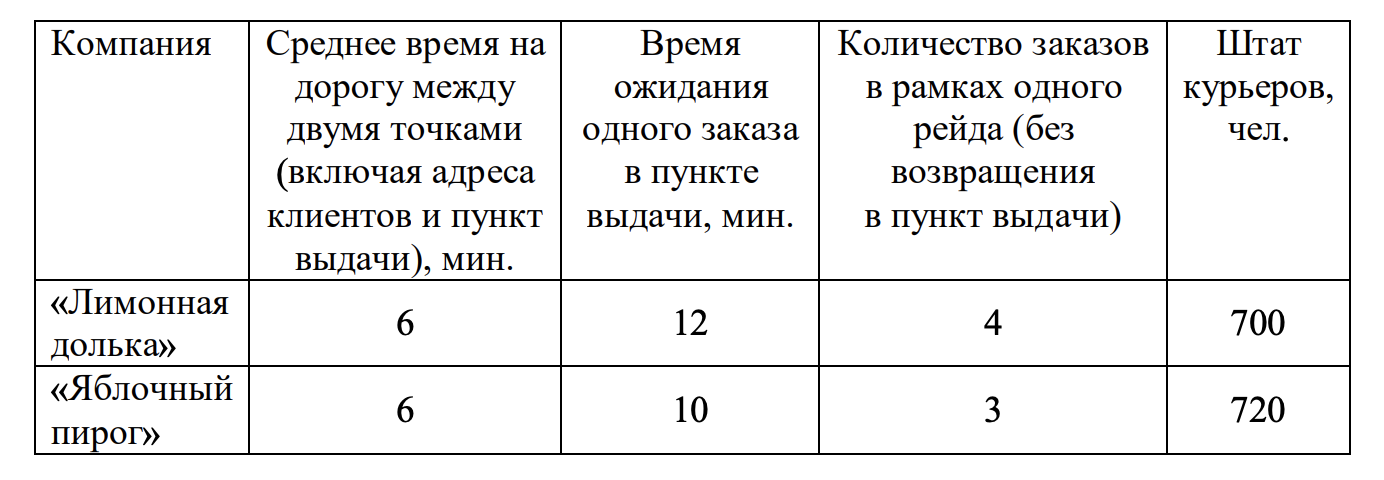 Компания
Среднее время на
дорогу между
двумя точками
(включая адреса
клиентов и пункт
выдачи), мин.
Время
ожидания
одного заказа
в пункте
выдачи, мин.
Количество заказов
в рамках одного
рейда (без
возвращения
в пункт выдачи)
Штат
курьеров,
чел.
«Лимонная
долька»
6
12
4
700
«Яблочный
пирог»
6
10
3
720